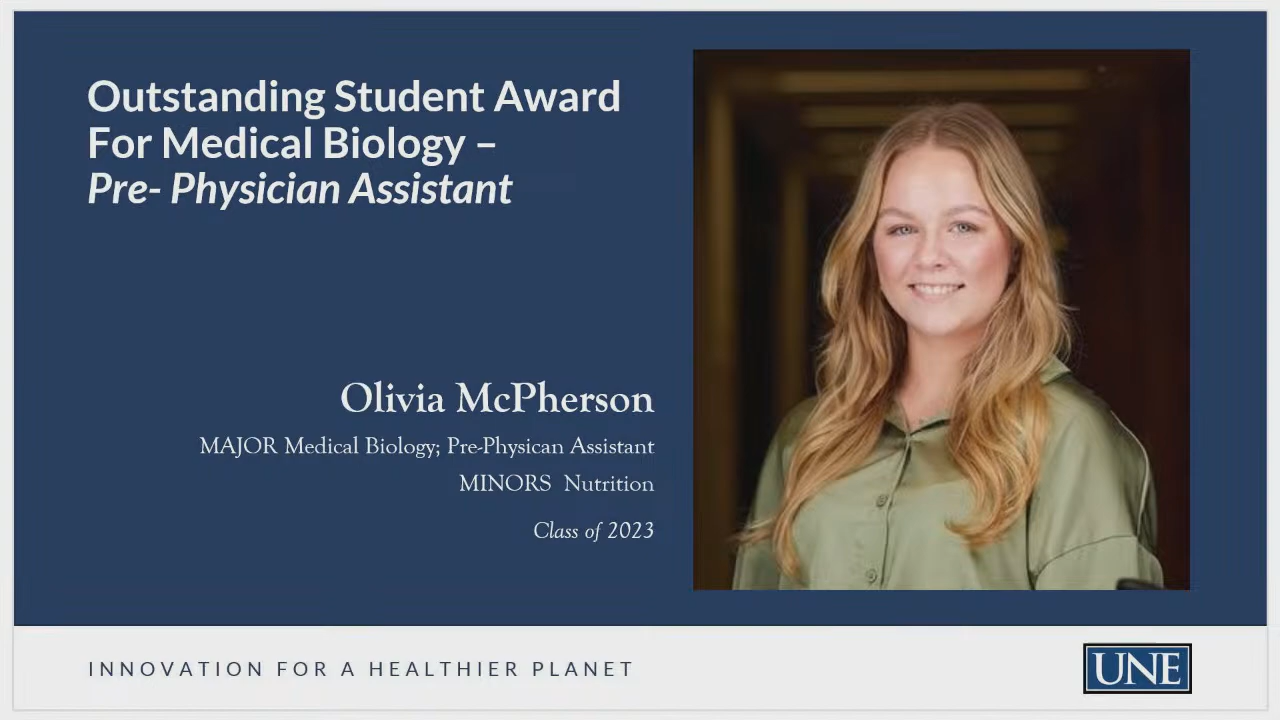 Outstanding Student Award
For Medical Biology –
Pre- Physician Assistant
Olivia McPherson
MAJOR Medical Biology; Pre-Physican Assistant
MINORS  Nutrition
Class of 2023
INNOVATION FOR A HEALTHIER PLANET
UNE